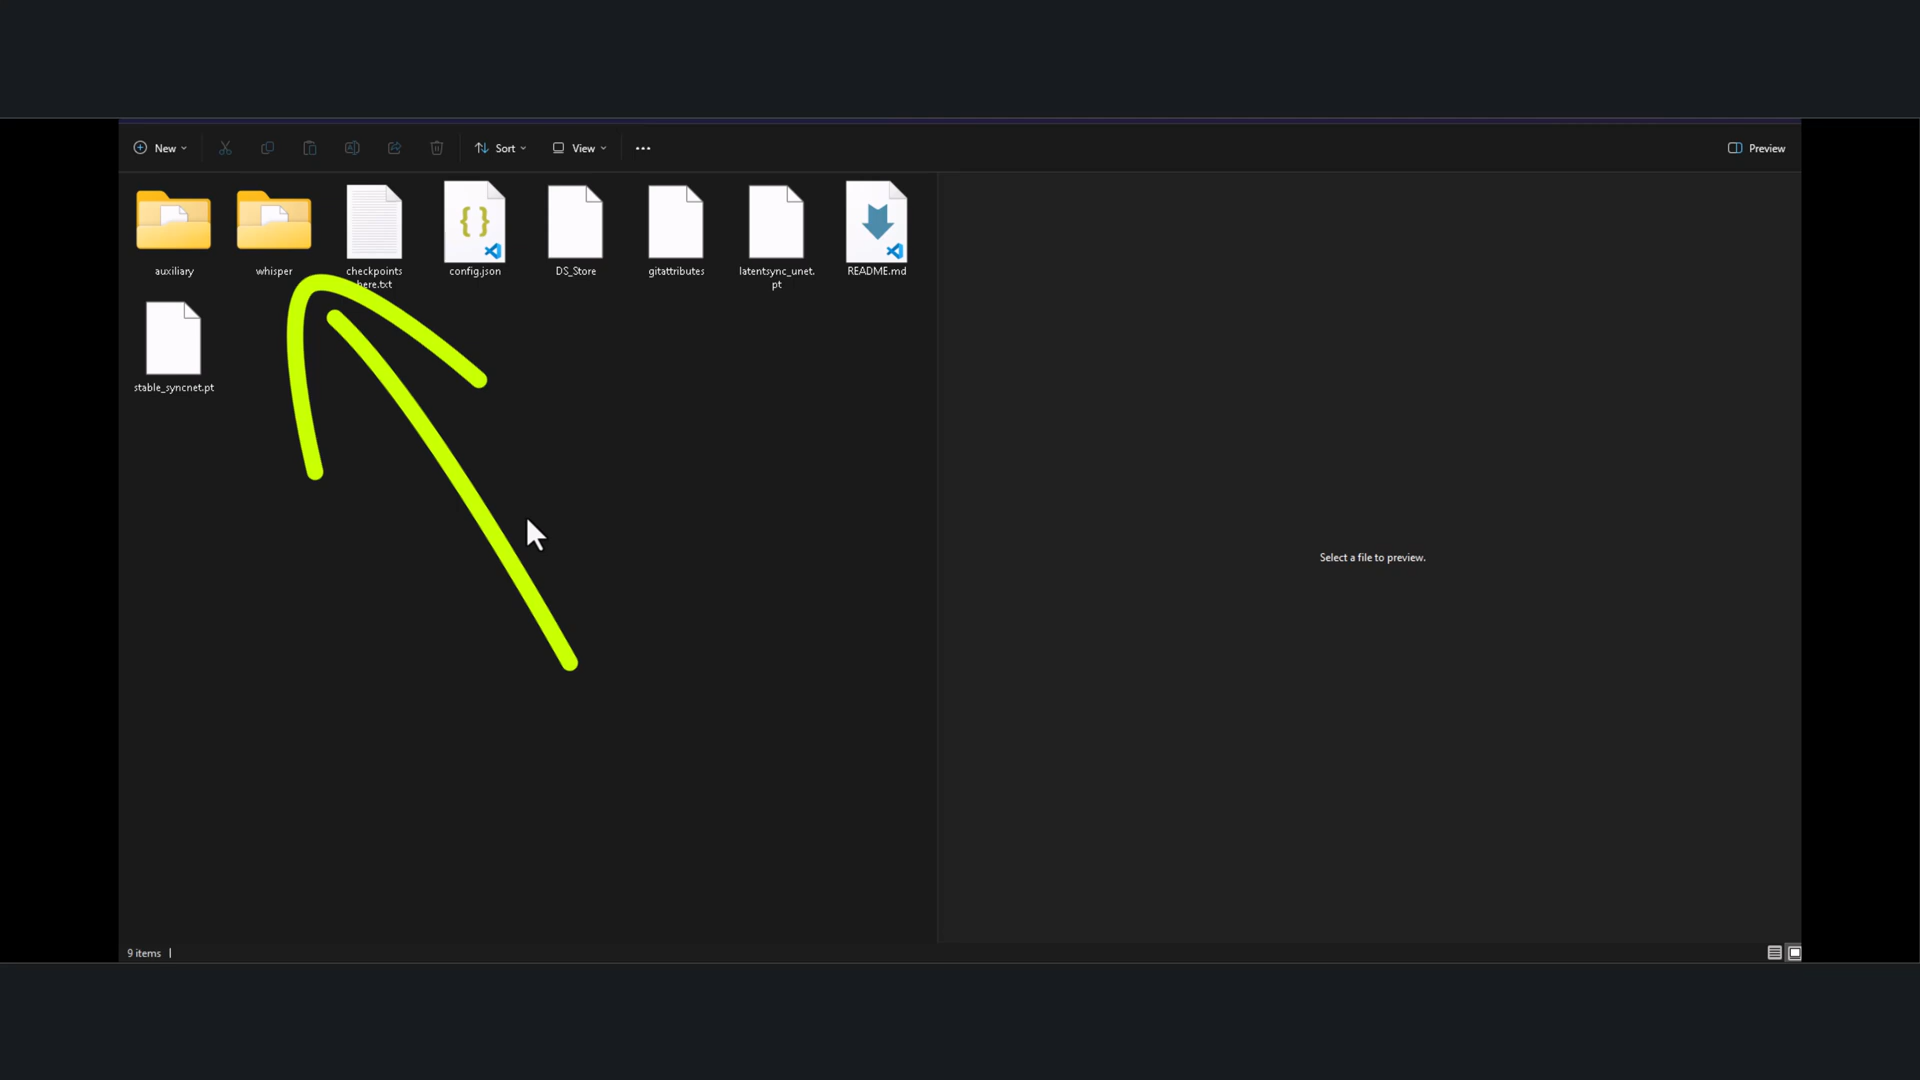 New
Sort
View
Preview
auxiliary
whisper
checkpoints
here.txt
config.json
DS_Store
gitattributes
latentsync_unet.
pt
README.md
stable_syncnet.pt
Select a file to preview.
9 items